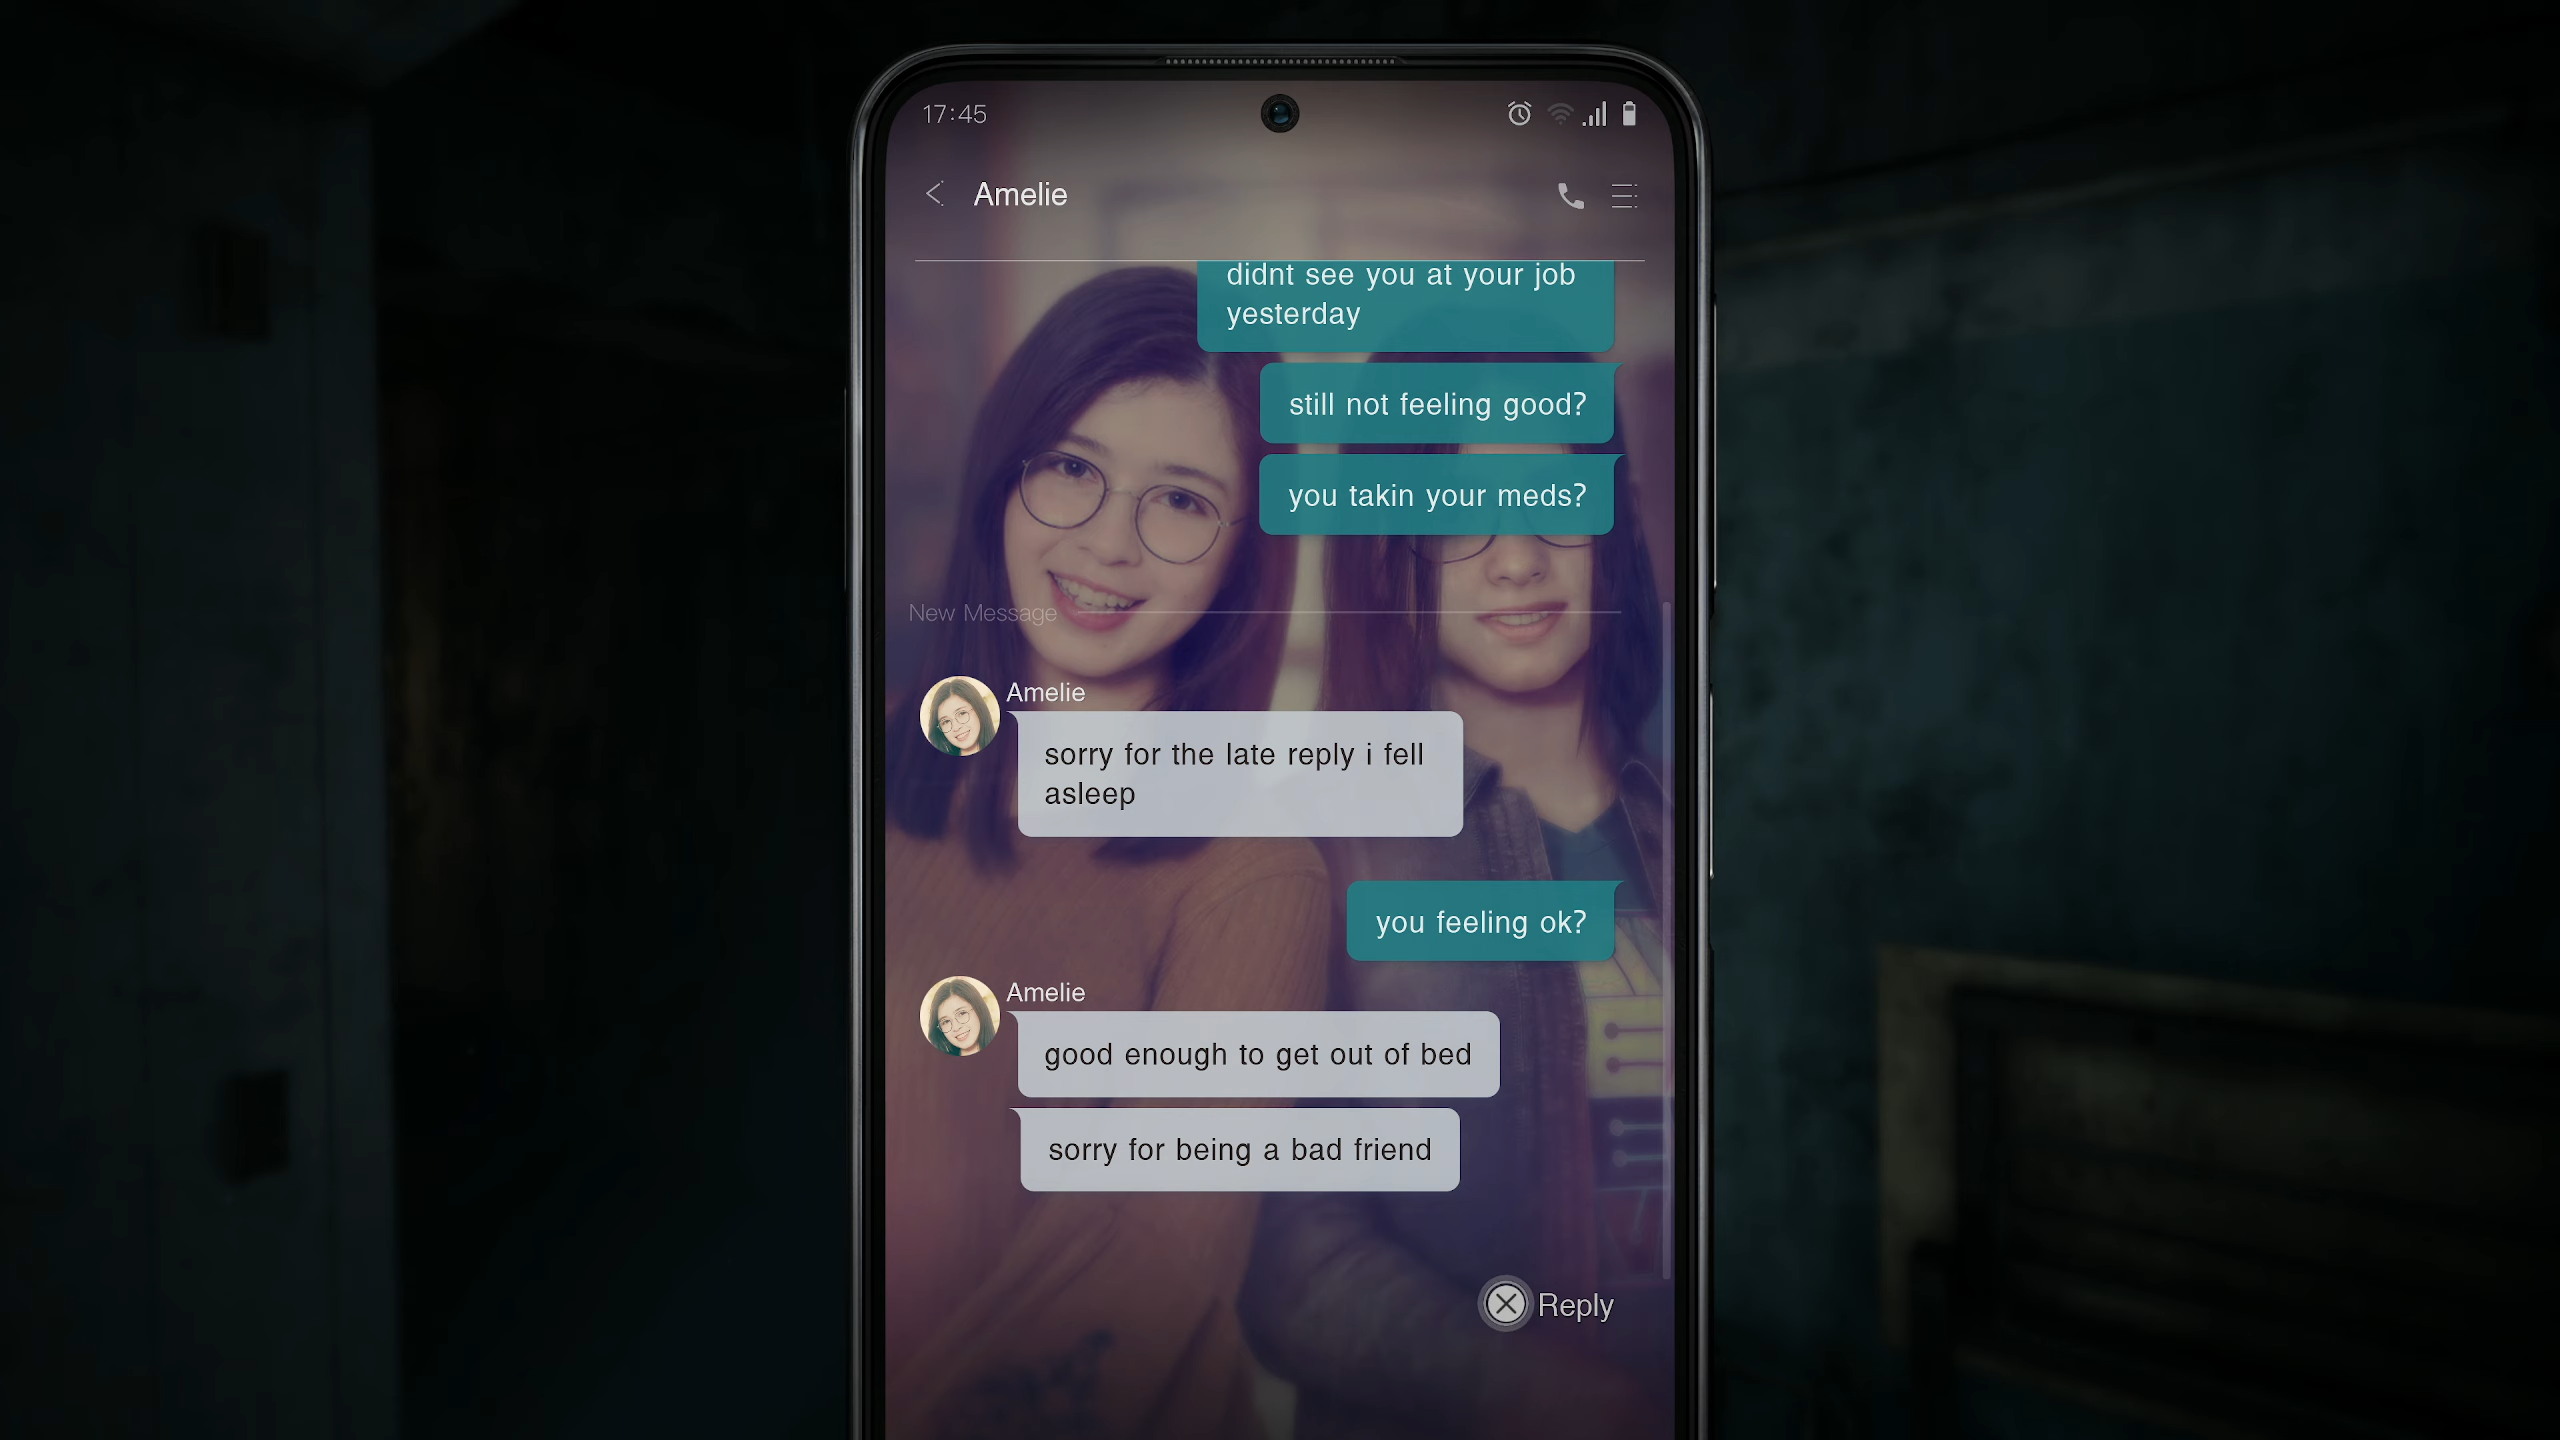 17:45
Amelie
didnt see you at your job
yesterday
still not feeling good?
you takin your meds?
New Message
Amelie
sorry for the late reply i fell
asleep
you feeling ok?
Amelie
good enough to get out of bed
sorry for being a bad friend
Reply